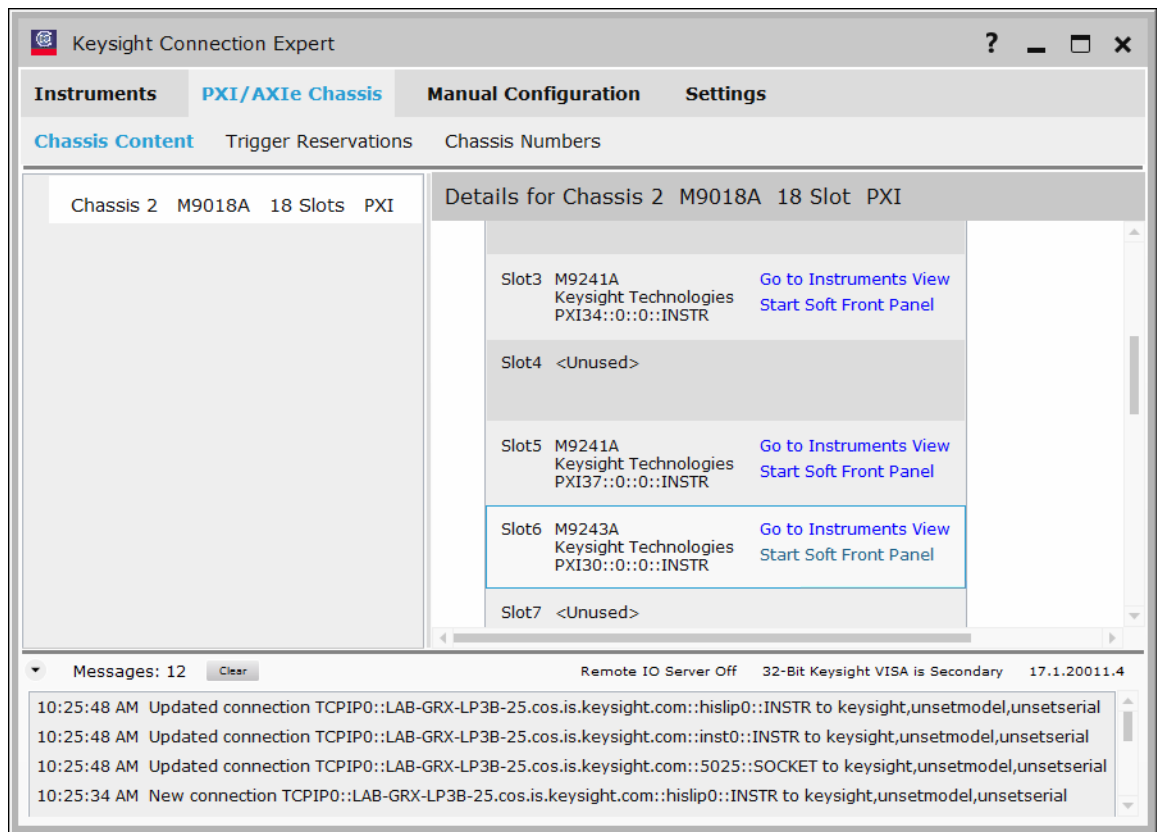 Keysight Connection Expert ?
Instruments PXI/AXIe Chassis Manual Configuration Settings
Chassis Content Trigger Reservations Chassis Numbers
Chassis 2 M9018A 18 Slots PXI
Details for Chassis 2 M9018A 18 Slot PXI
Slot3 M9241A Go to Instruments View
Keysight Technologies Start Soft Front Panel
PXI34::0::0::INSTR
Slot4 <Unused>
Slot5 M9241A Go to Instruments View
Keysight Technologies Start Soft Front Panel
PXI37::0::0::INSTR
Slot6 M9243A Go to Instruments View
Keysight Technologies Start Soft Front Panel
PXI30::0::0::INSTR
Slot7 <Unused>
Messages: 12 Clear Remote IO Server Off 32-Bit Keysight VISA is Secondary 17.1.20011.4
10:25:48 AM Updated connection TCPIP0::LAB-GRX-LP3B-25.cos.is.keysight.com::hislip0::INSTR to keysight,unsetmodel,unsetserial
10:25:48 AM Updated connection TCPIP0::LAB-GRX-LP3B-25.cos.is.keysight.com::inst0::INSTR to keysight,unsetmodel,unsetserial
10:25:48 AM Updated connection TCPIP0::LAB-GRX-LP3B-25.cos.is.keysight.com::5025::SOCKET to keysight,unsetmodel,unsetserial
10:25:34 AM New connection TCPIP0::LAB-GRX-LP3B-25.cos.is.keysight.com::hislip0::INSTR to keysight,unsetmodel,unsetserial